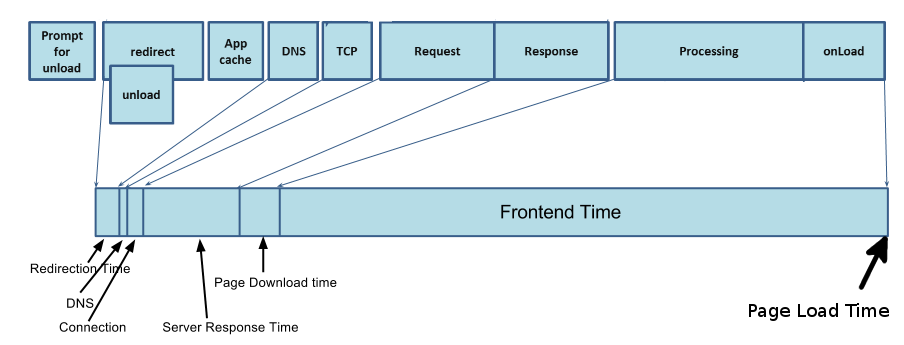 Prompt
for
unload
redirect
App
cache
DNS
TCP
Request
Response
Processing
onLoad
unload
Frontend Time
Redirection Time
Page Download time
DNS
Page Load Time
Connection
Server Response Time